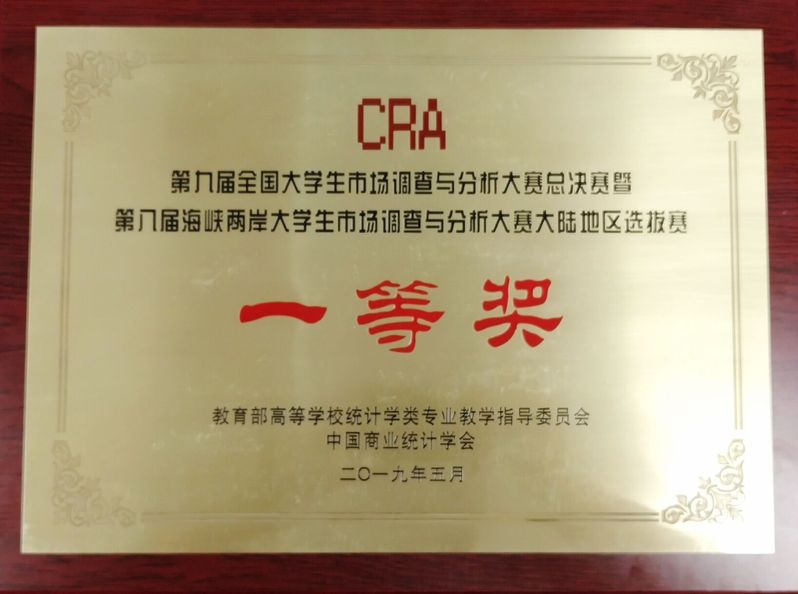 CRA
第九届全国大学生市场调查与分析大赛总决赛暨
第八届海峡两岸大学生市场调查与分析大赛大陆地区选拔赛
一等奖
教育部高等学校统计学类专业教学指导委员会
中国商业统计学会
二〇一九年五月